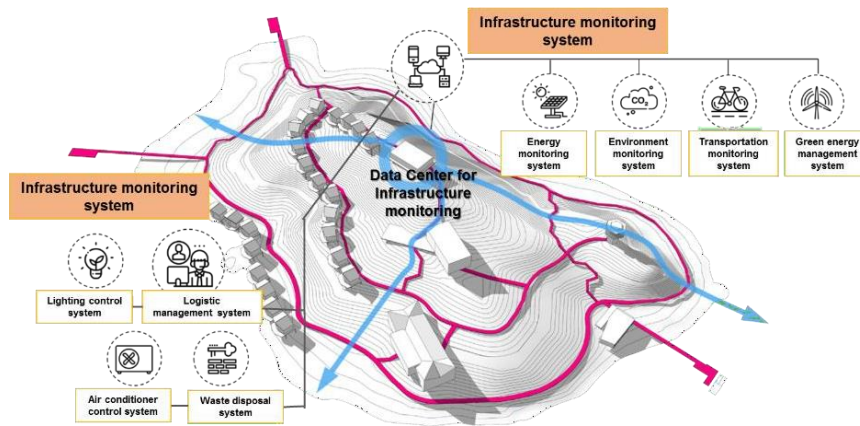 Infrastructure monitoring
system
CO₂
Energy
monitoring
system
Environment
monitoring
system
Transportation
monitoring
system
Green energy
management
system
Data Center for
Infrastructure
monitoring
Infrastructure monitoring
system
Lighting control
system
Logistic
management system
Air conditioner
control system
Waste disposal
system